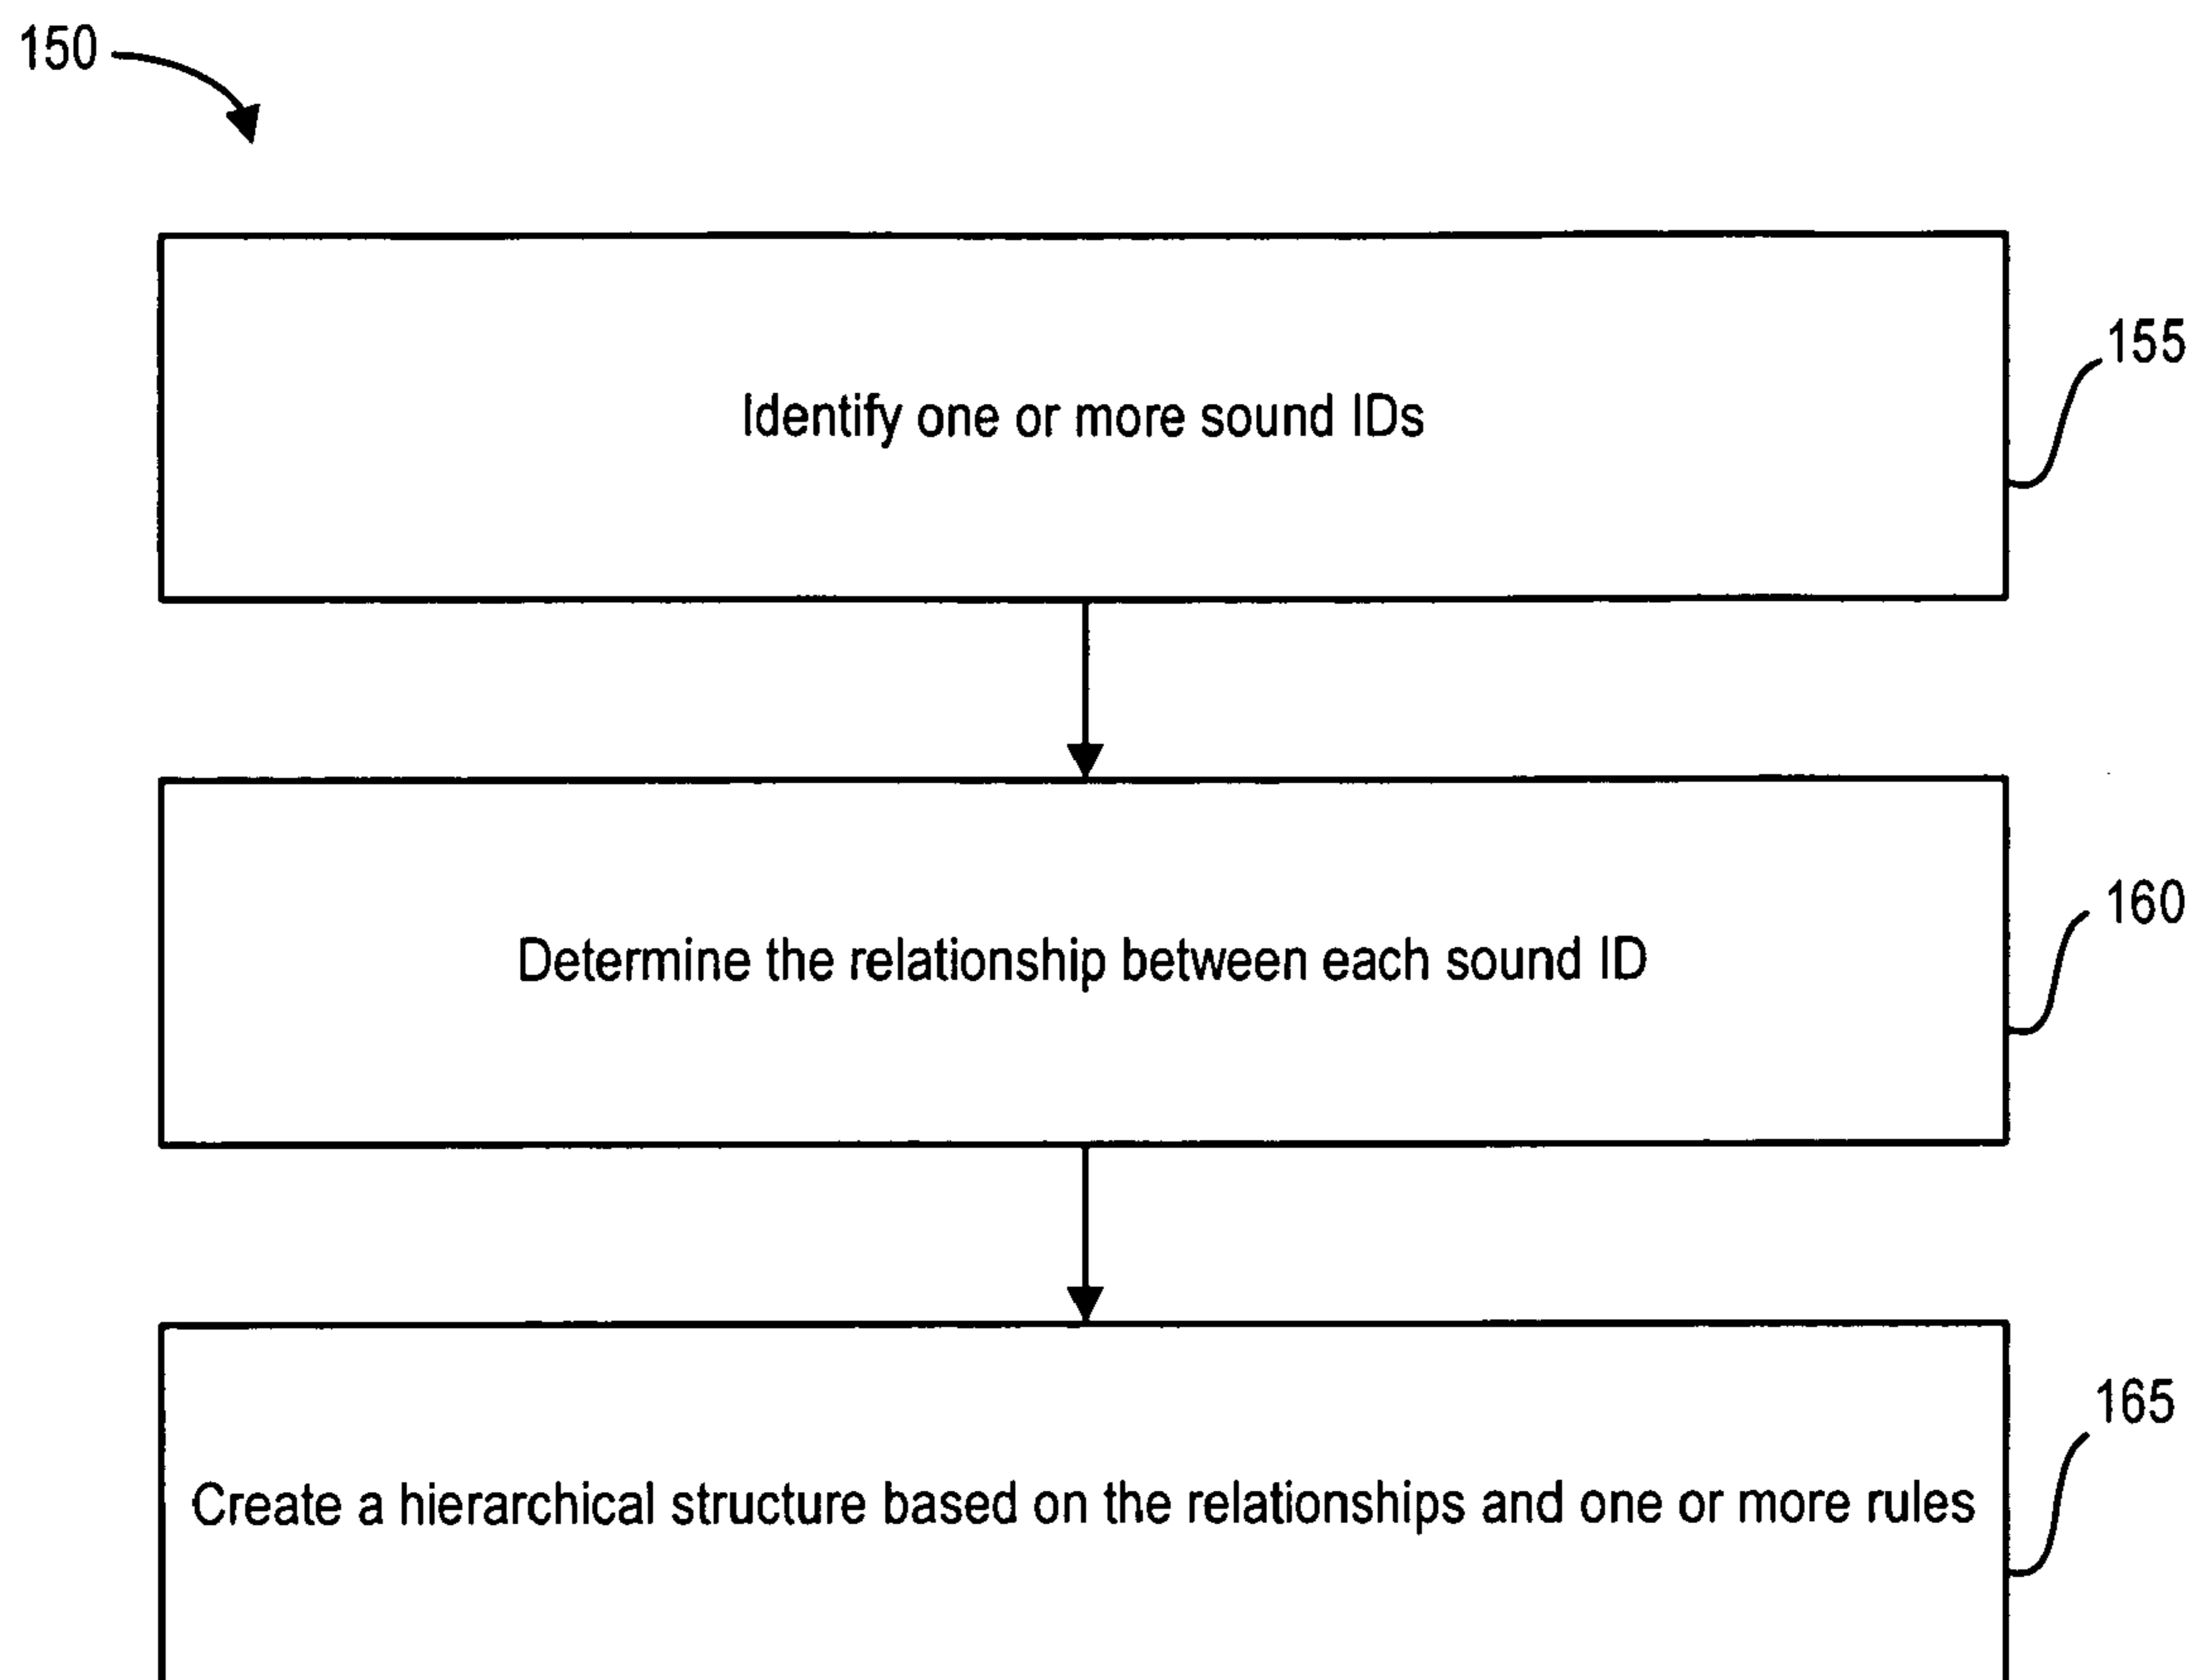 150
155
Identify one or more sound IDs
160
Determine the relationship between each sound ID
165
Create a hierarchical structure based on the relationships and one or more rules